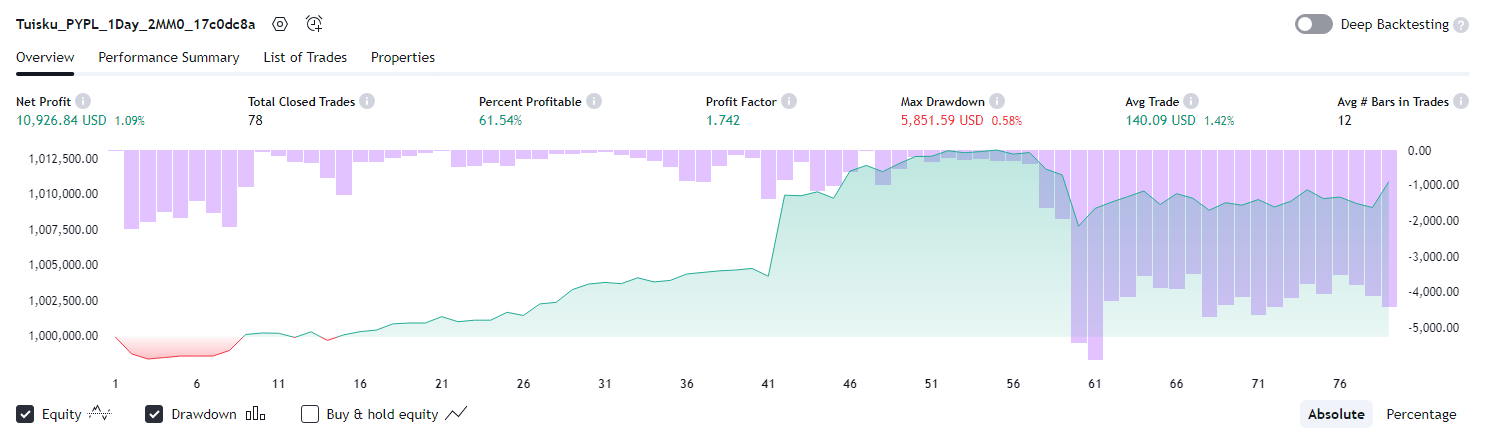 Tuisku_PYPL_1Day_2MM0_17c0dc8a Deep Backtesting ?
Overview Performance Summary List of Trades Properties
Net Profit i Total Closed Trades i Percent Profitable i Profit Factor i Max Drawdown i Avg Trade i Avg # Bars in Trades i
10,926.84 USD 1.09% 78 61.54% 1.742 5,851.59 USD 0.58% 140.09 USD 1.42% 12
1,012,500.00 0.00
1,010,000.00 -1,000.00
1,007,500.00 -2,000.00
1,005,000.00 -3,000.00
1,002,500.00 -4,000.00
1,000,000.00 -5,000.00
1 6 11 16 21 26 31 36 41 46 51 56 61 66 71 76
Equity Drawdown Buy & hold equity Absolute Percentage